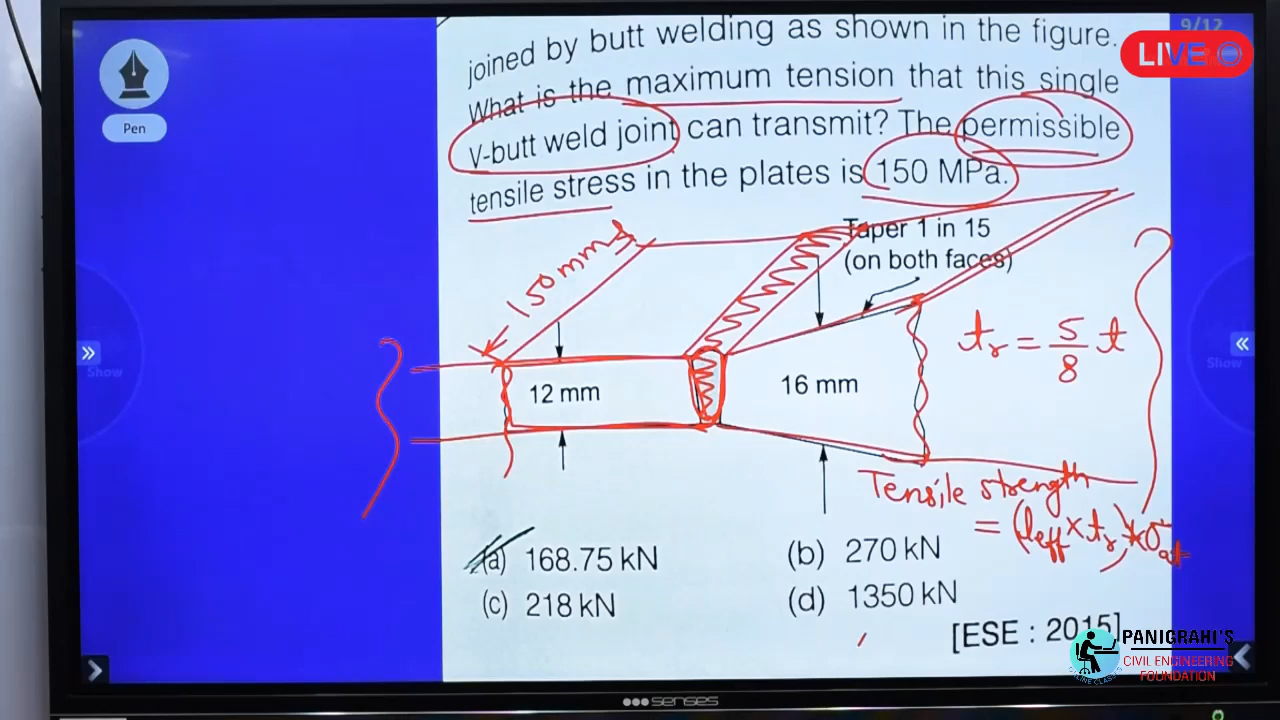 9/12
LIVE
joined by butt welding as shown in the figure.
What is the maximum tension that this single
V-butt weld joint can transmit? The permissible
tensile stress in the plates is 150 MPa.
Pen
150mm
Taper 1 in 15
(on both faces)
Show
Show
12 mm
16 mm
tr = 5/8 t
Tensile strength
= (leff × tr) × σat
(a) 168.75 kN
(b) 270 kN
(c) 218 kN
(d) 1350 kN
[ESE : 2015]
PANIGRAHI'S
CIVIL ENGINEERING
FOUNDATION
ONLINE CLASSES
senses